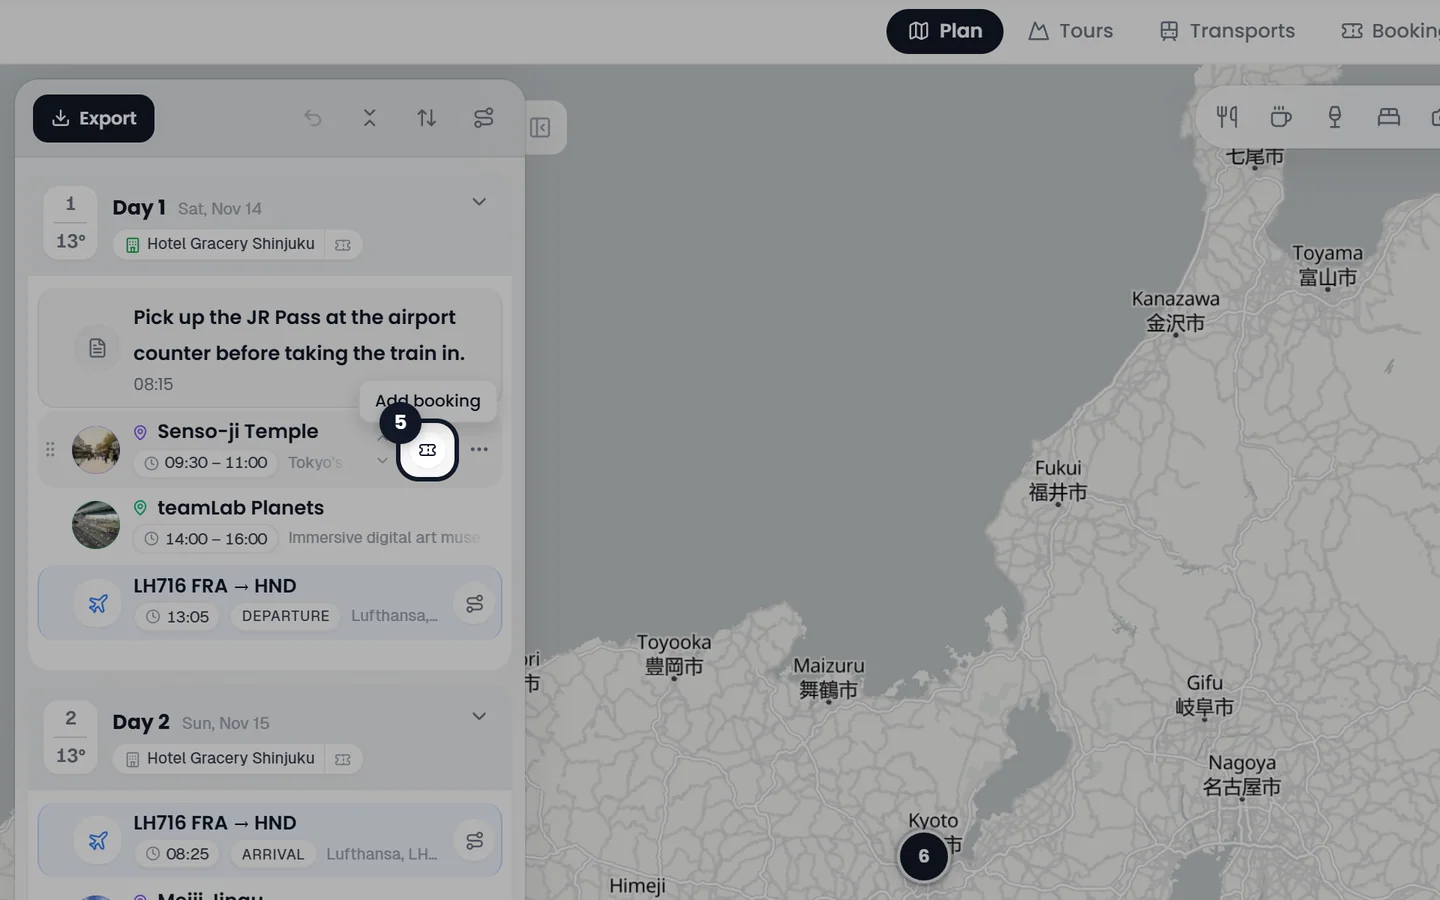 Plan
Tours
Transports
Export
1
13°
Day 1 Sat, Nov 14
Hotel Gracery Shinjuku
Pick up the JR Pass at the airport
counter before taking the train in.
08:15
Add booking
5
Senso-ji Temple
09:30 – 11:00 Tokyo's
teamLab Planets
14:00 – 16:00 Immersive digital art
LH716 FRA → HND
13:05 DEPARTURE Lufthansa,...
2
13°
Day 2 Sun, Nov 15
Hotel Gracery Shinjuku
LH716 FRA → HND
08:25 ARRIVAL Lufthansa, LH...
七尾市
Toyama
富山市
Kanazawa
金沢市
Fukui
福井市
Toyooka
豊岡市
Maizuru
舞鶴市
Gifu
岐阜市
Nagoya
名古屋市
Kyoto
市
6
Himeji